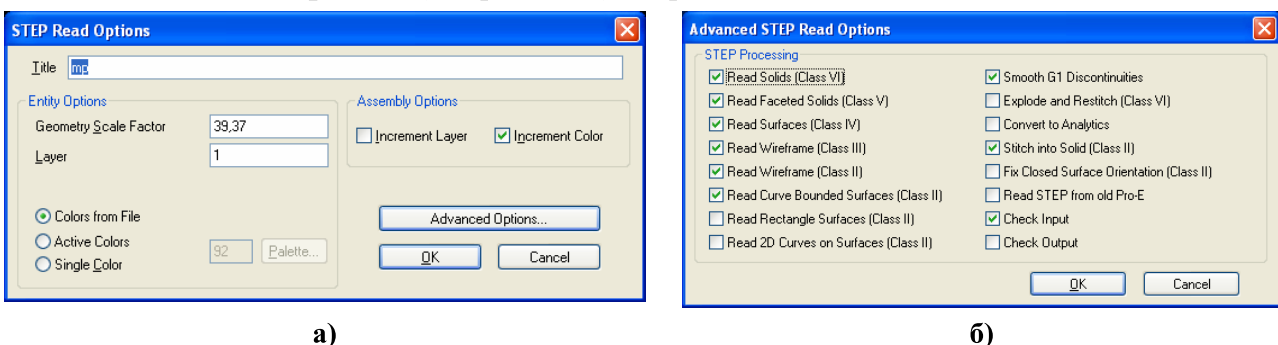 STEP Read Options
Title mp
Entity Options
Geometry Scale Factor 39,37
Layer 1
Colors from File
Active Colors
Single Color
92 Palette...
Assembly Options
Increment Layer Increment Color
Advanced Options...
OK Cancel
а)
Advanced STEP Read Options
STEP Processing
Read Solids (Class VI)
Read Faceted Solids (Class V)
Read Surfaces (Class IV)
Read Wireframe (Class III)
Read Wireframe (Class II)
Read Curve Bounded Surfaces (Class II)
Read Rectangle Surfaces (Class II)
Read 2D Curves on Surfaces (Class II)
Smooth G1 Discontinuities
Explode and Restitch (Class VI)
Convert to Analytics
Stitch into Solid (Class II)
Fix Closed Surface Orientation (Class II)
Read STEP from old Pro-E
Check Input
Check Output
OK Cancel
б)